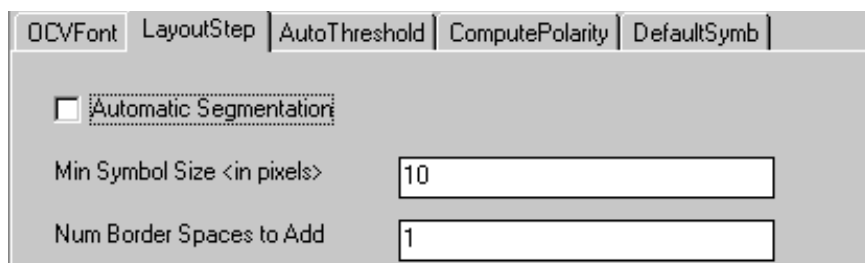 OCVFont LayoutStep AutoThreshold ComputePolarity DefaultSymb
Automatic Segmentation
Min Symbol Size <in pixels> 10
Num Border Spaces to Add 1